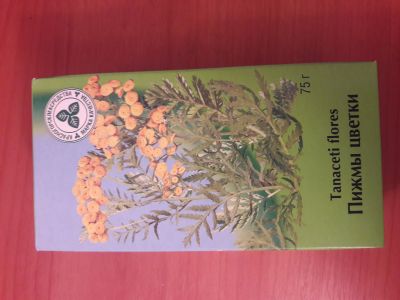 Tanaceti flores
Пижмы цветки
75 г